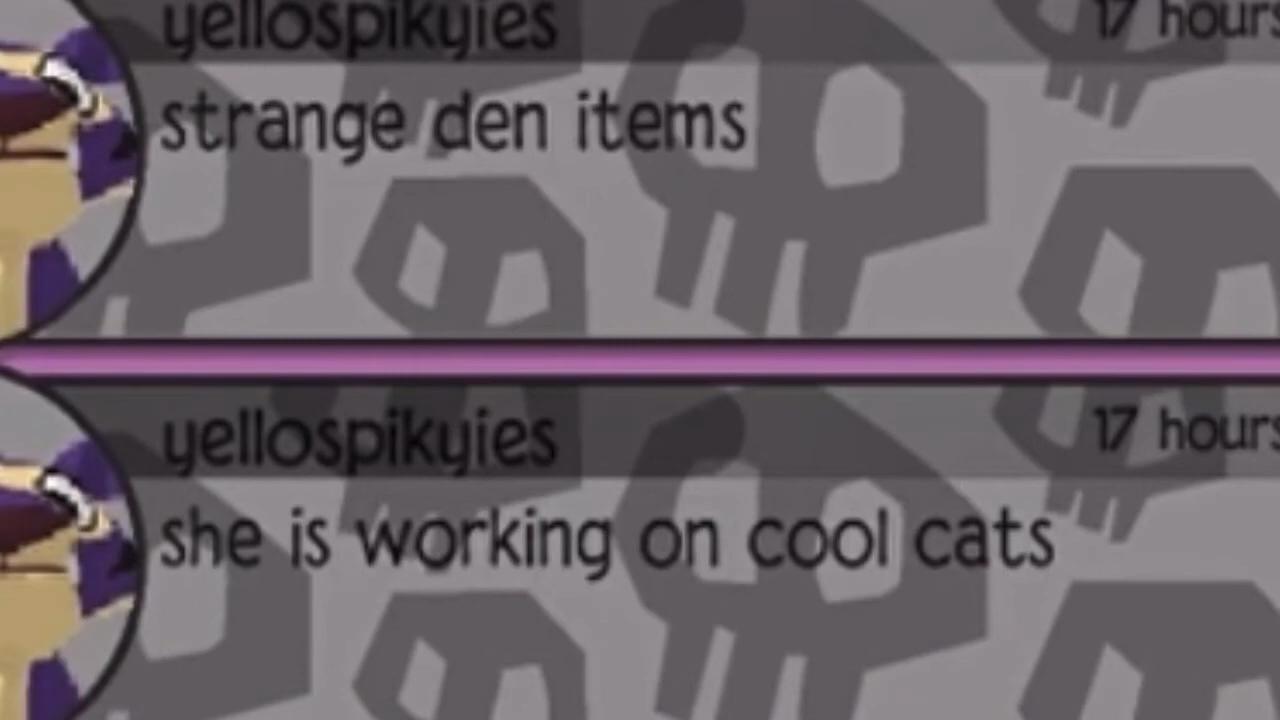 yellospikyies 17 hours
strange den items
yellospikyies 17 hours
she is working on cool cats